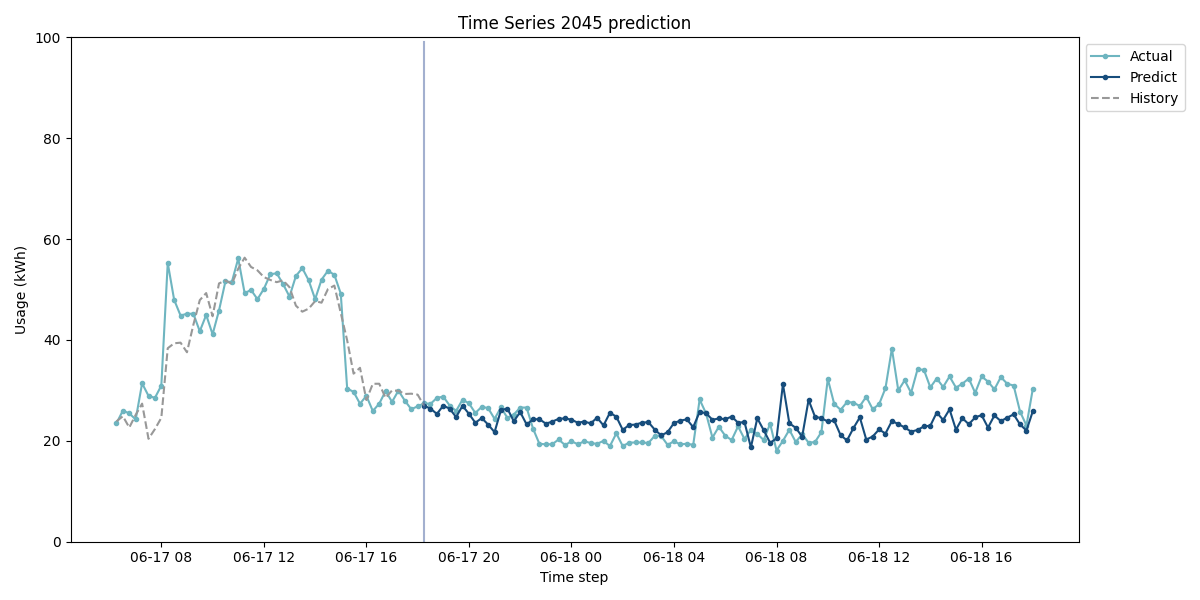 Time Series 2045 prediction
100
80
60
40
20
0
Usage (kWh)
Actual
Predict
History
06-17 08
06-17 12
06-17 16
06-17 20
06-18 00
06-18 04
06-18 08
06-18 12
06-18 16
Time step